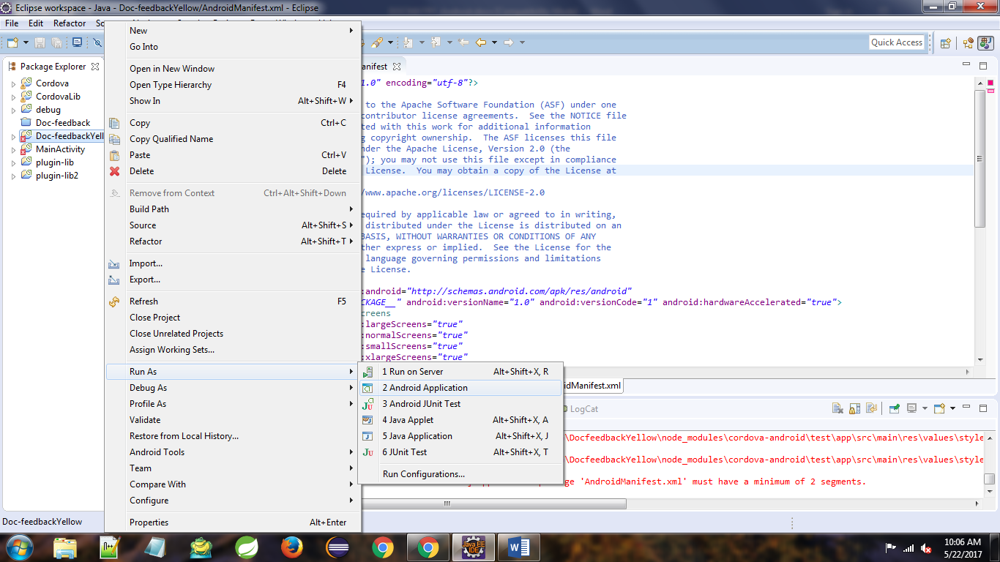 Eclipse workspace - Java - Doc-feedbackYellow/AndroidManifest.xml - Eclipse
File Edit Refactor
Quick Access
Package Explorer
Cordova
CordovaLib
debug
Doc-feedback
Doc-feedbackYell
MainActivity
plugin-lib
plugin-lib2
New
Go Into
Open in New Window
Open Type Hierarchy F4
Show In Alt+Shift+W
Copy Ctrl+C
Copy Qualified Name
Paste Ctrl+V
Delete Delete
Remove from Context Ctrl+Alt+Shift+Down
Build Path
Source Alt+Shift+S
Refactor Alt+Shift+T
Import...
Export...
Refresh F5
Close Project
Close Unrelated Projects
Assign Working Sets...
Run As
Debug As
Profile As
Validate
Restore from Local History...
Android Tools
Team
Compare With
Configure
Properties Alt+Enter
1 Run on Server Alt+Shift+X, R
2 Android Application
3 Android JUnit Test
4 Java Applet Alt+Shift+X, A
5 Java Application Alt+Shift+X, J
6 JUnit Test Alt+Shift+X, T
Run Configurations...
anifest
1.0" encoding="utf-8"?>
to the Apache Software Foundation (ASF) under one
contributor license agreements.  See the NOTICE file
ted with this work for additional information
g copyright ownership.  The ASF licenses this file
nder the Apache License, Version 2.0 (the
"); you may not use this file except in compliance
License.  You may obtain a copy of the License at
/www.apache.org/licenses/LICENSE-2.0
equired by applicable law or agreed to in writing,
distributed under the License is distributed on an
BASIS, WITHOUT WARRANTIES OR CONDITIONS OF ANY
ther express or implied.  See the License for the
language governing permissions and limitations
e License.
:android="http://schemas.android.com/apk/res/android"
CKAGE__" android:versionName="1.0" android:versionCode="1" android:hardwareAccelerated="true">
creens
:largeScreens="true"
:normalScreens="true"
:smallScreens="true"
:xlargeScreens="true"
idManifest.xml
LogCat
\DocfeedbackYellow\node_modules\cordova-android\test\app\src\main\res\values\style
\DocfeedbackYellow\node_modules\cordova-android\test\app\src\main\res\values\style
ge 'AndroidManifest.xml' must have a minimum of 2 segments.
Doc-feedbackYellow
Java EE
IDE
10:06 AM
5/22/2017